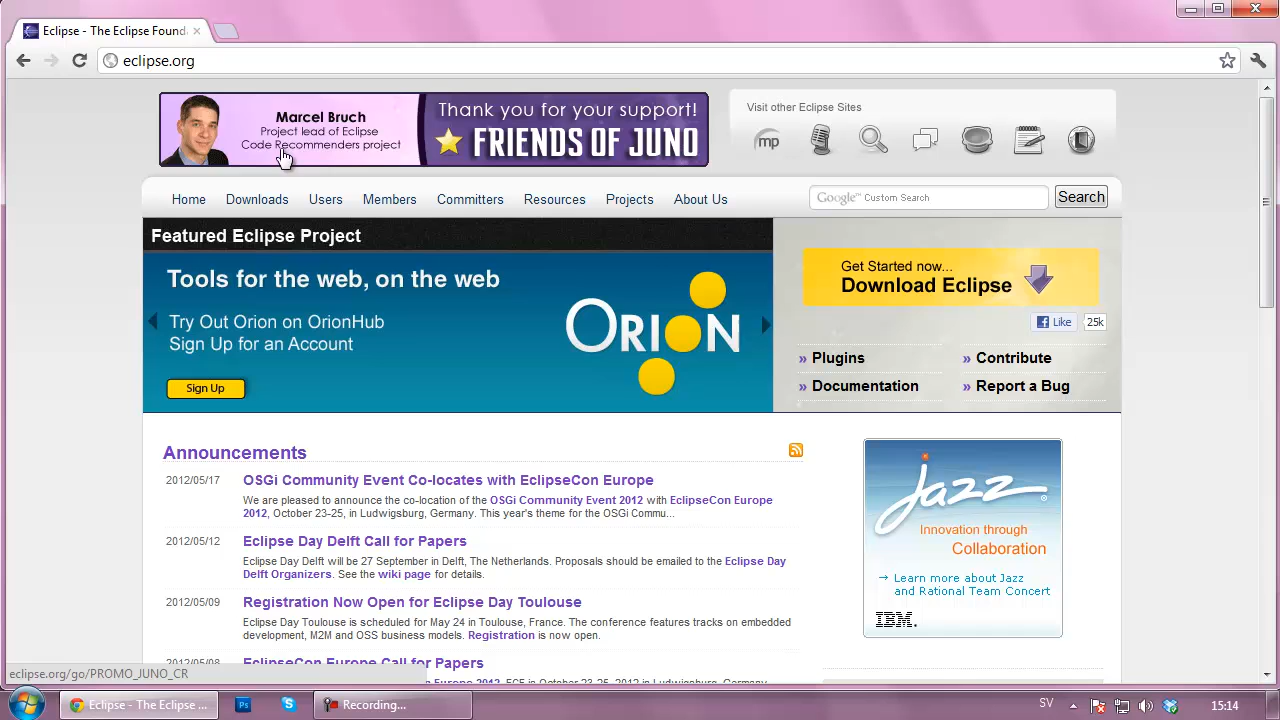 Eclipse - The Eclipse Found
eclipse.org
Marcel Bruch
Project lead of Eclipse
Code Recommenders project
Thank you for your support!
FRIENDS OF JUNO
Visit other Eclipse Sites
mp
Home Downloads Users Members Committers Resources Projects About Us
Google™ Custom Search
Search
Featured Eclipse Project
Tools for the web, on the web
Try Out Orion on OrionHub
Sign Up for an Account
Sign Up
ORION
Get Started now...
Download Eclipse
Like 25k
» Plugins
» Contribute
» Documentation
» Report a Bug
Announcements
2012/05/17 OSGi Community Event Co-locates with EclipseCon Europe
We are pleased to announce the co-location of the OSGi Community Event 2012 with EclipseCon Europe
2012, October 23-25, in Ludwigsburg, Germany. This year's theme for the OSGi Commu...
2012/05/12 Eclipse Day Delft Call for Papers
Eclipse Day Delft will be 27 September in Delft, The Netherlands. Proposals should be emailed to the Eclipse Day
Delft Organizers. See the wiki page for details.
2012/05/09 Registration Now Open for Eclipse Day Toulouse
Eclipse Day Toulouse is scheduled for May 24 in Toulouse, France. The conference features tracks on embedded
development, M2M and OSS business models. Registration is now open.
2012/05/08 EclipseCon Europe Call for Papers
Jazz
Innovation through
Collaboration
→ Learn more about Jazz
and Rational Team Concert
IBM.
eclipse.org/go/PROMO_JUNO_CR
Eclipse - The Eclipse ...
Ps
Recording...
SV
15:14